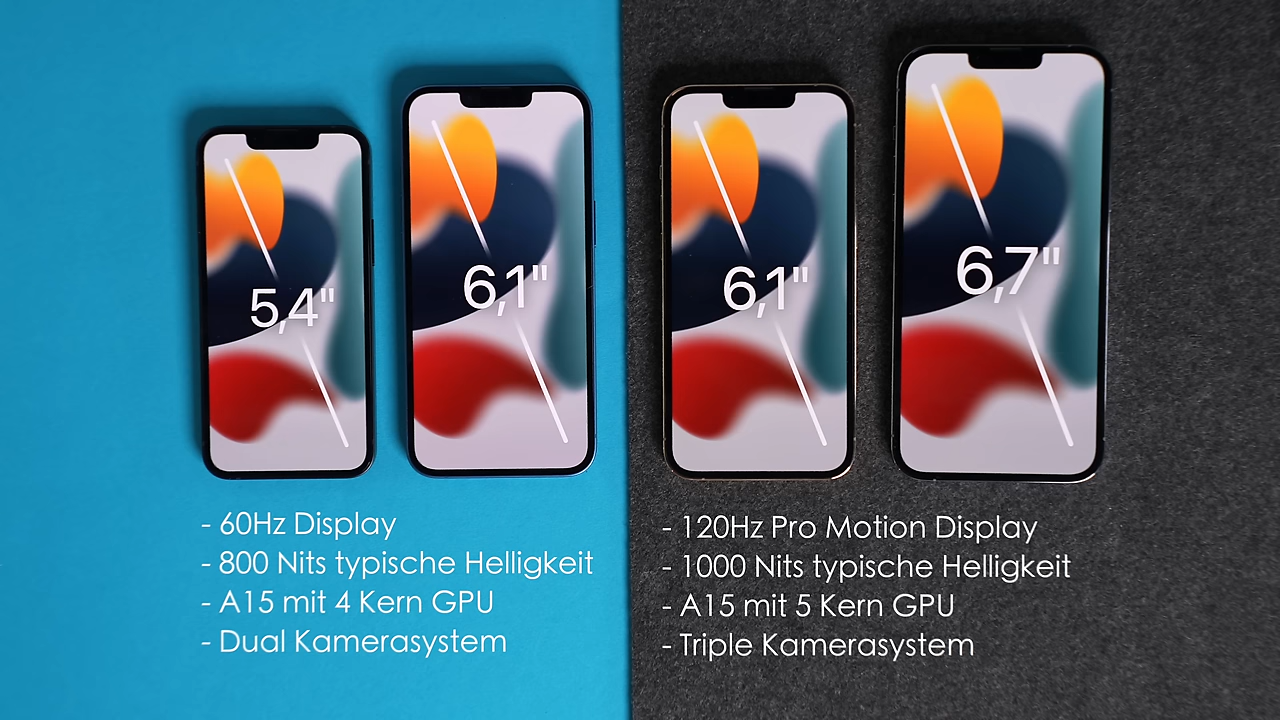 5,4"
6,1"
6,1"
6,7"
- 60Hz Display
- 800 Nits typische Helligkeit
- A15 mit 4 Kern GPU
- Dual Kamerasystem
- 120Hz Pro Motion Display
- 1000 Nits typische Helligkeit
- A15 mit 5 Kern GPU
- Triple Kamerasystem